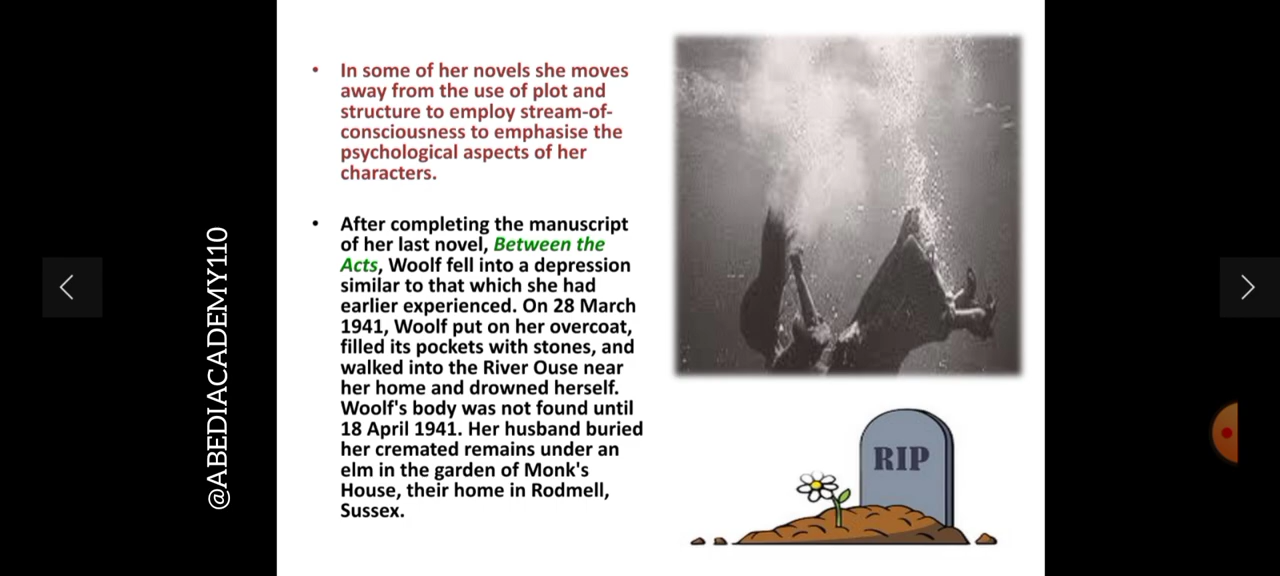 • In some of her novels she moves
away from the use of plot and
structure to employ stream-of-
consciousness to emphasise the
psychological aspects of her
characters.
• After completing the manuscript
of her last novel, Between the
Acts, Woolf fell into a depression
similar to that which she had
earlier experienced. On 28 March
1941, Woolf put on her overcoat,
filled its pockets with stones, and
walked into the River Ouse near
her home and drowned herself.
Woolf's body was not found until
18 April 1941. Her husband buried
her cremated remains under an
elm in the garden of Monk's
House, their home in Rodmell,
Sussex.
RIP
@ABEDIACADEMY110